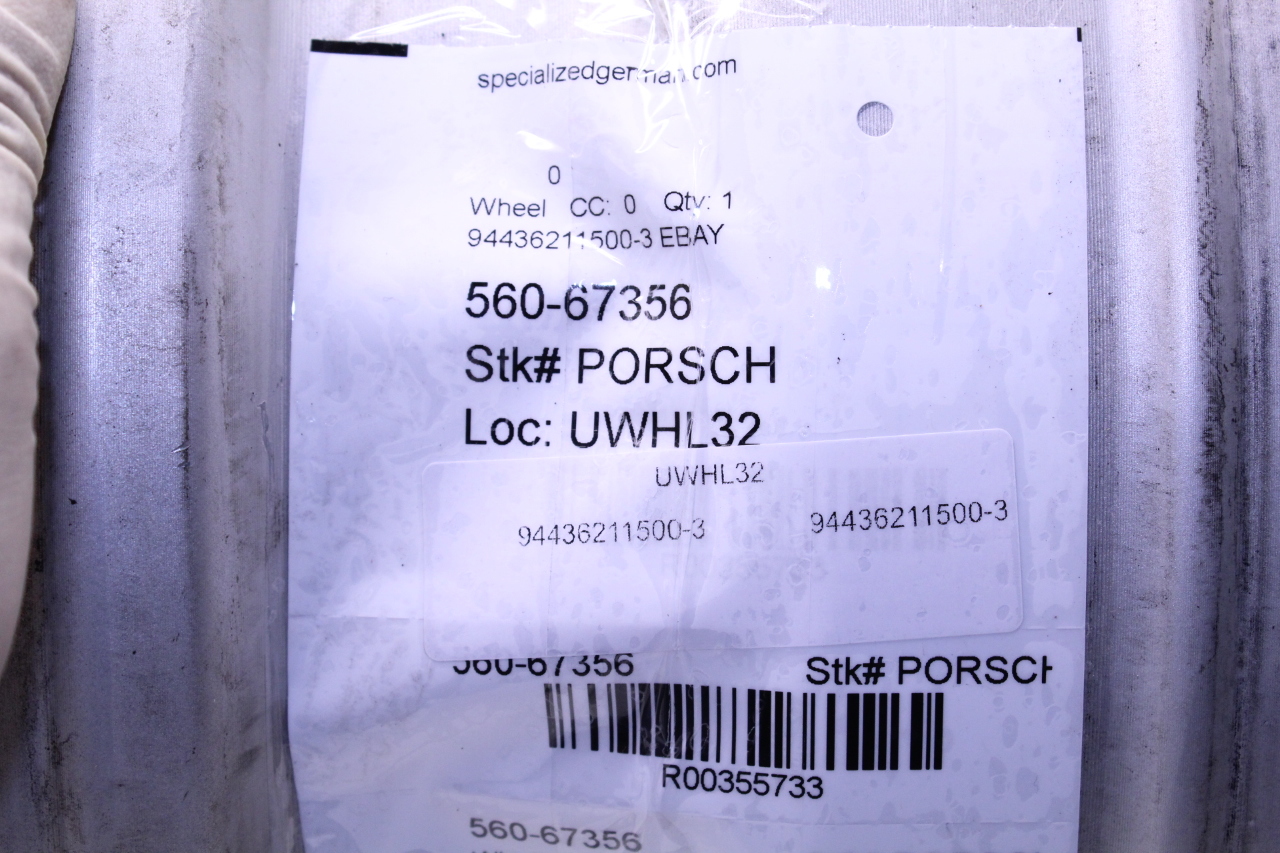 specializedgerman.com
0
Wheel CC: 0 Qty: 1
94436211500-3 EBAY
560-67356
Stk# PORSCH
Loc: UWHL32
UWHL32
94436211500-3 94436211500-3
560-67356 Stk# PORSCH
R00355733
560-67356